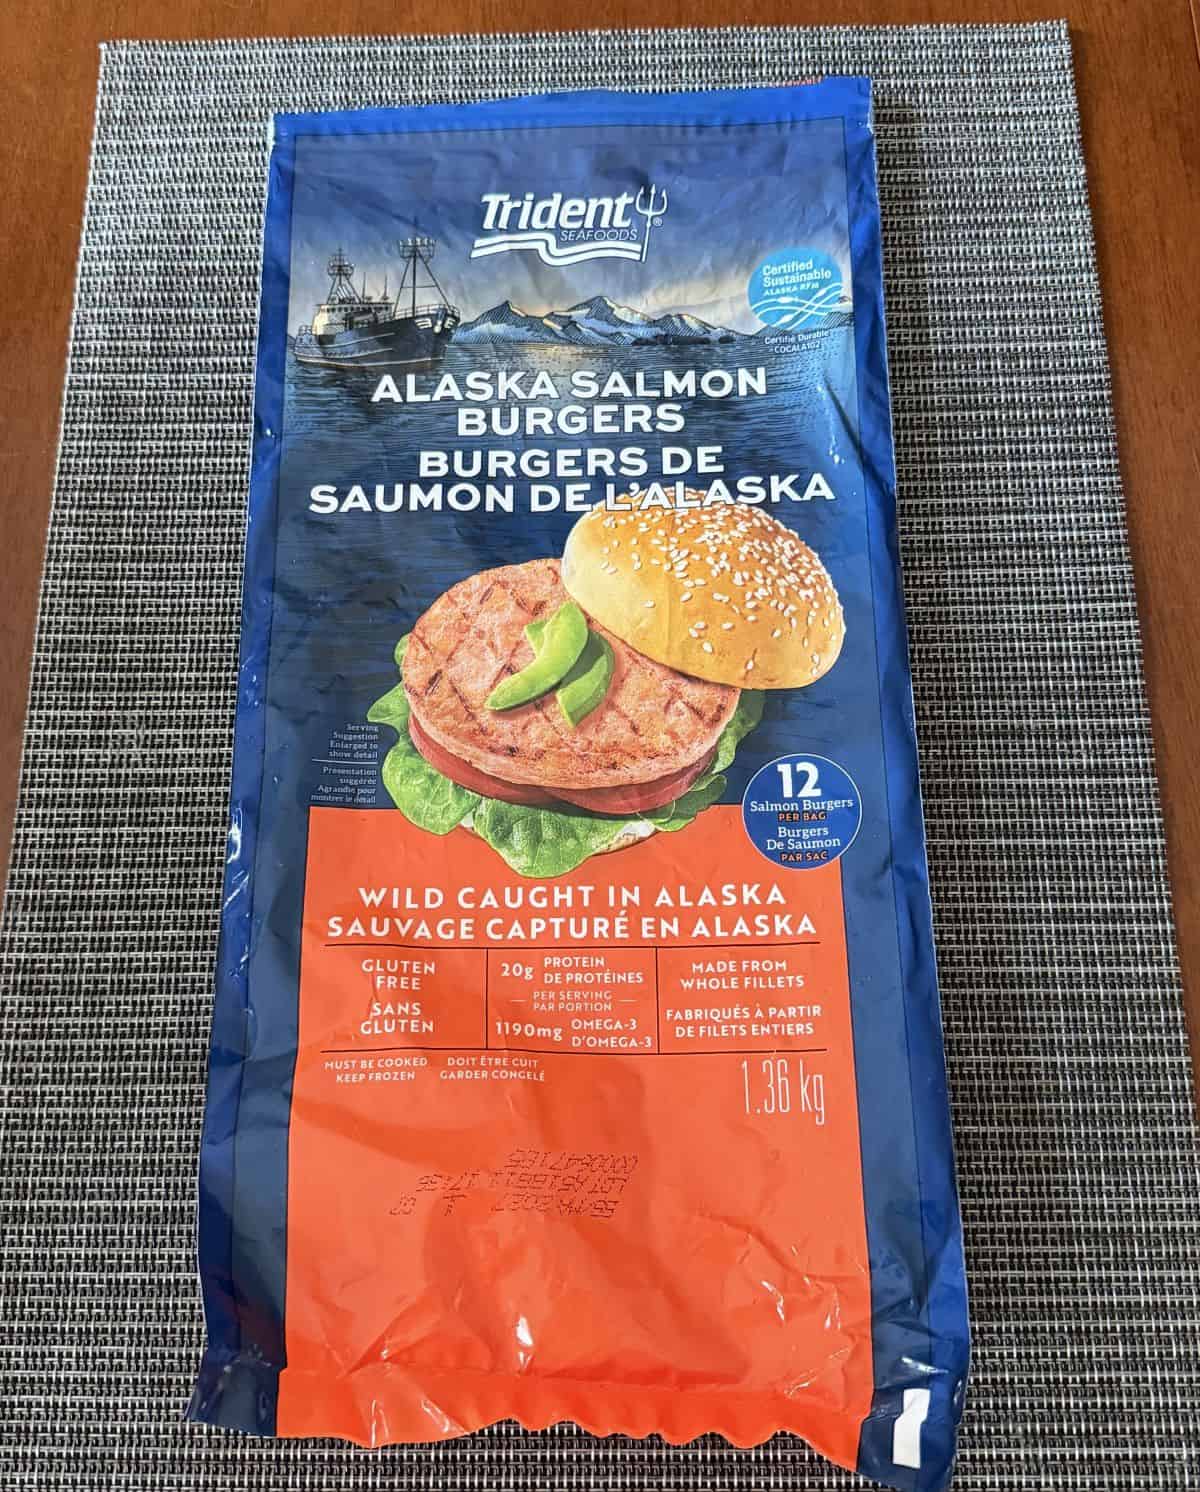 Trident
SEAFOODS
Certified
Sustainable
ALASKA RFM
Certifié Durable
COCALA102
ALASKA SALMON
BURGERS
BURGERS DE
SAUMON DE L'ALASKA
Serving
Suggestion
Enlarged to
show detail
Présentation
suggérée
Agrandie pour
montrer le détail
12
Salmon Burgers
PER BAG
Burgers
De Saumon
PAR SAC
WILD CAUGHT IN ALASKA
SAUVAGE CAPTURÉ EN ALASKA
GLUTEN
FREE
SANS
GLUTEN
20g PROTEIN
DE PROTÉINES
PER SERVING
PAR PORTION
1190mg OMEGA-3
D'OMEGA-3
MADE FROM
WHOLE FILLETS
FABRIQUÉS À PARTIR
DE FILETS ENTIERS
MUST BE COOKED
KEEP FROZEN
DOIT ÊTRE CUIT
GARDER CONGELÉ
1.36 kg